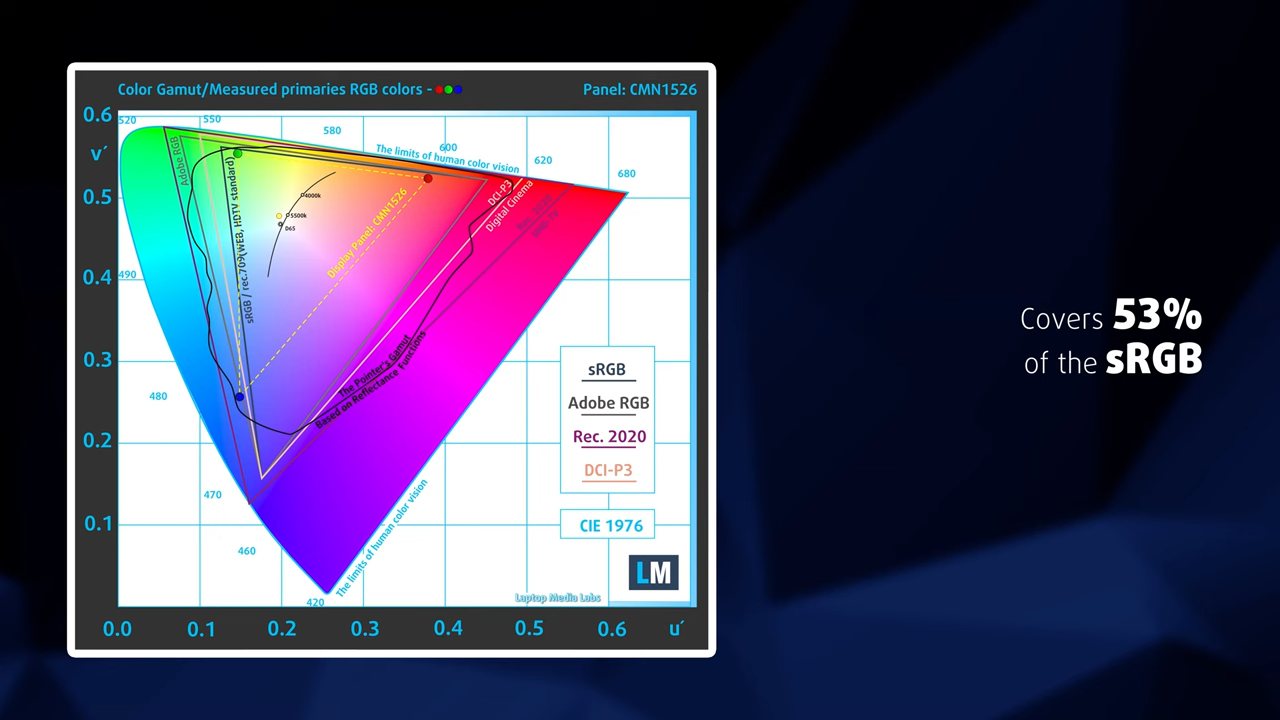 Color Gamut/Measured primaries RGB colors -
Panel: CMN1526
0.6
v´
0.5
0.4
0.3
0.2
0.1
0.0
0.1
0.2
0.3
0.4
0.5
0.6
u´
520
550
580
600
620
680
490
480
470
460
420
The limits of human color vision
The limits of human color vision
Adobe RGB
sRGB / rec.709(WEB, HDTV standard)
Display Panel: CMN1526
4000k
5500k
D65
DCI-P3
Digital Cinema
Rec. 2020
UHD TV
The Pointer's Gamut
Based on Reflectance Functions
sRGB
Adobe RGB
Rec. 2020
DCI-P3
CIE 1976
LM
Laptop Media Labs
Covers 53%
of the sRGB